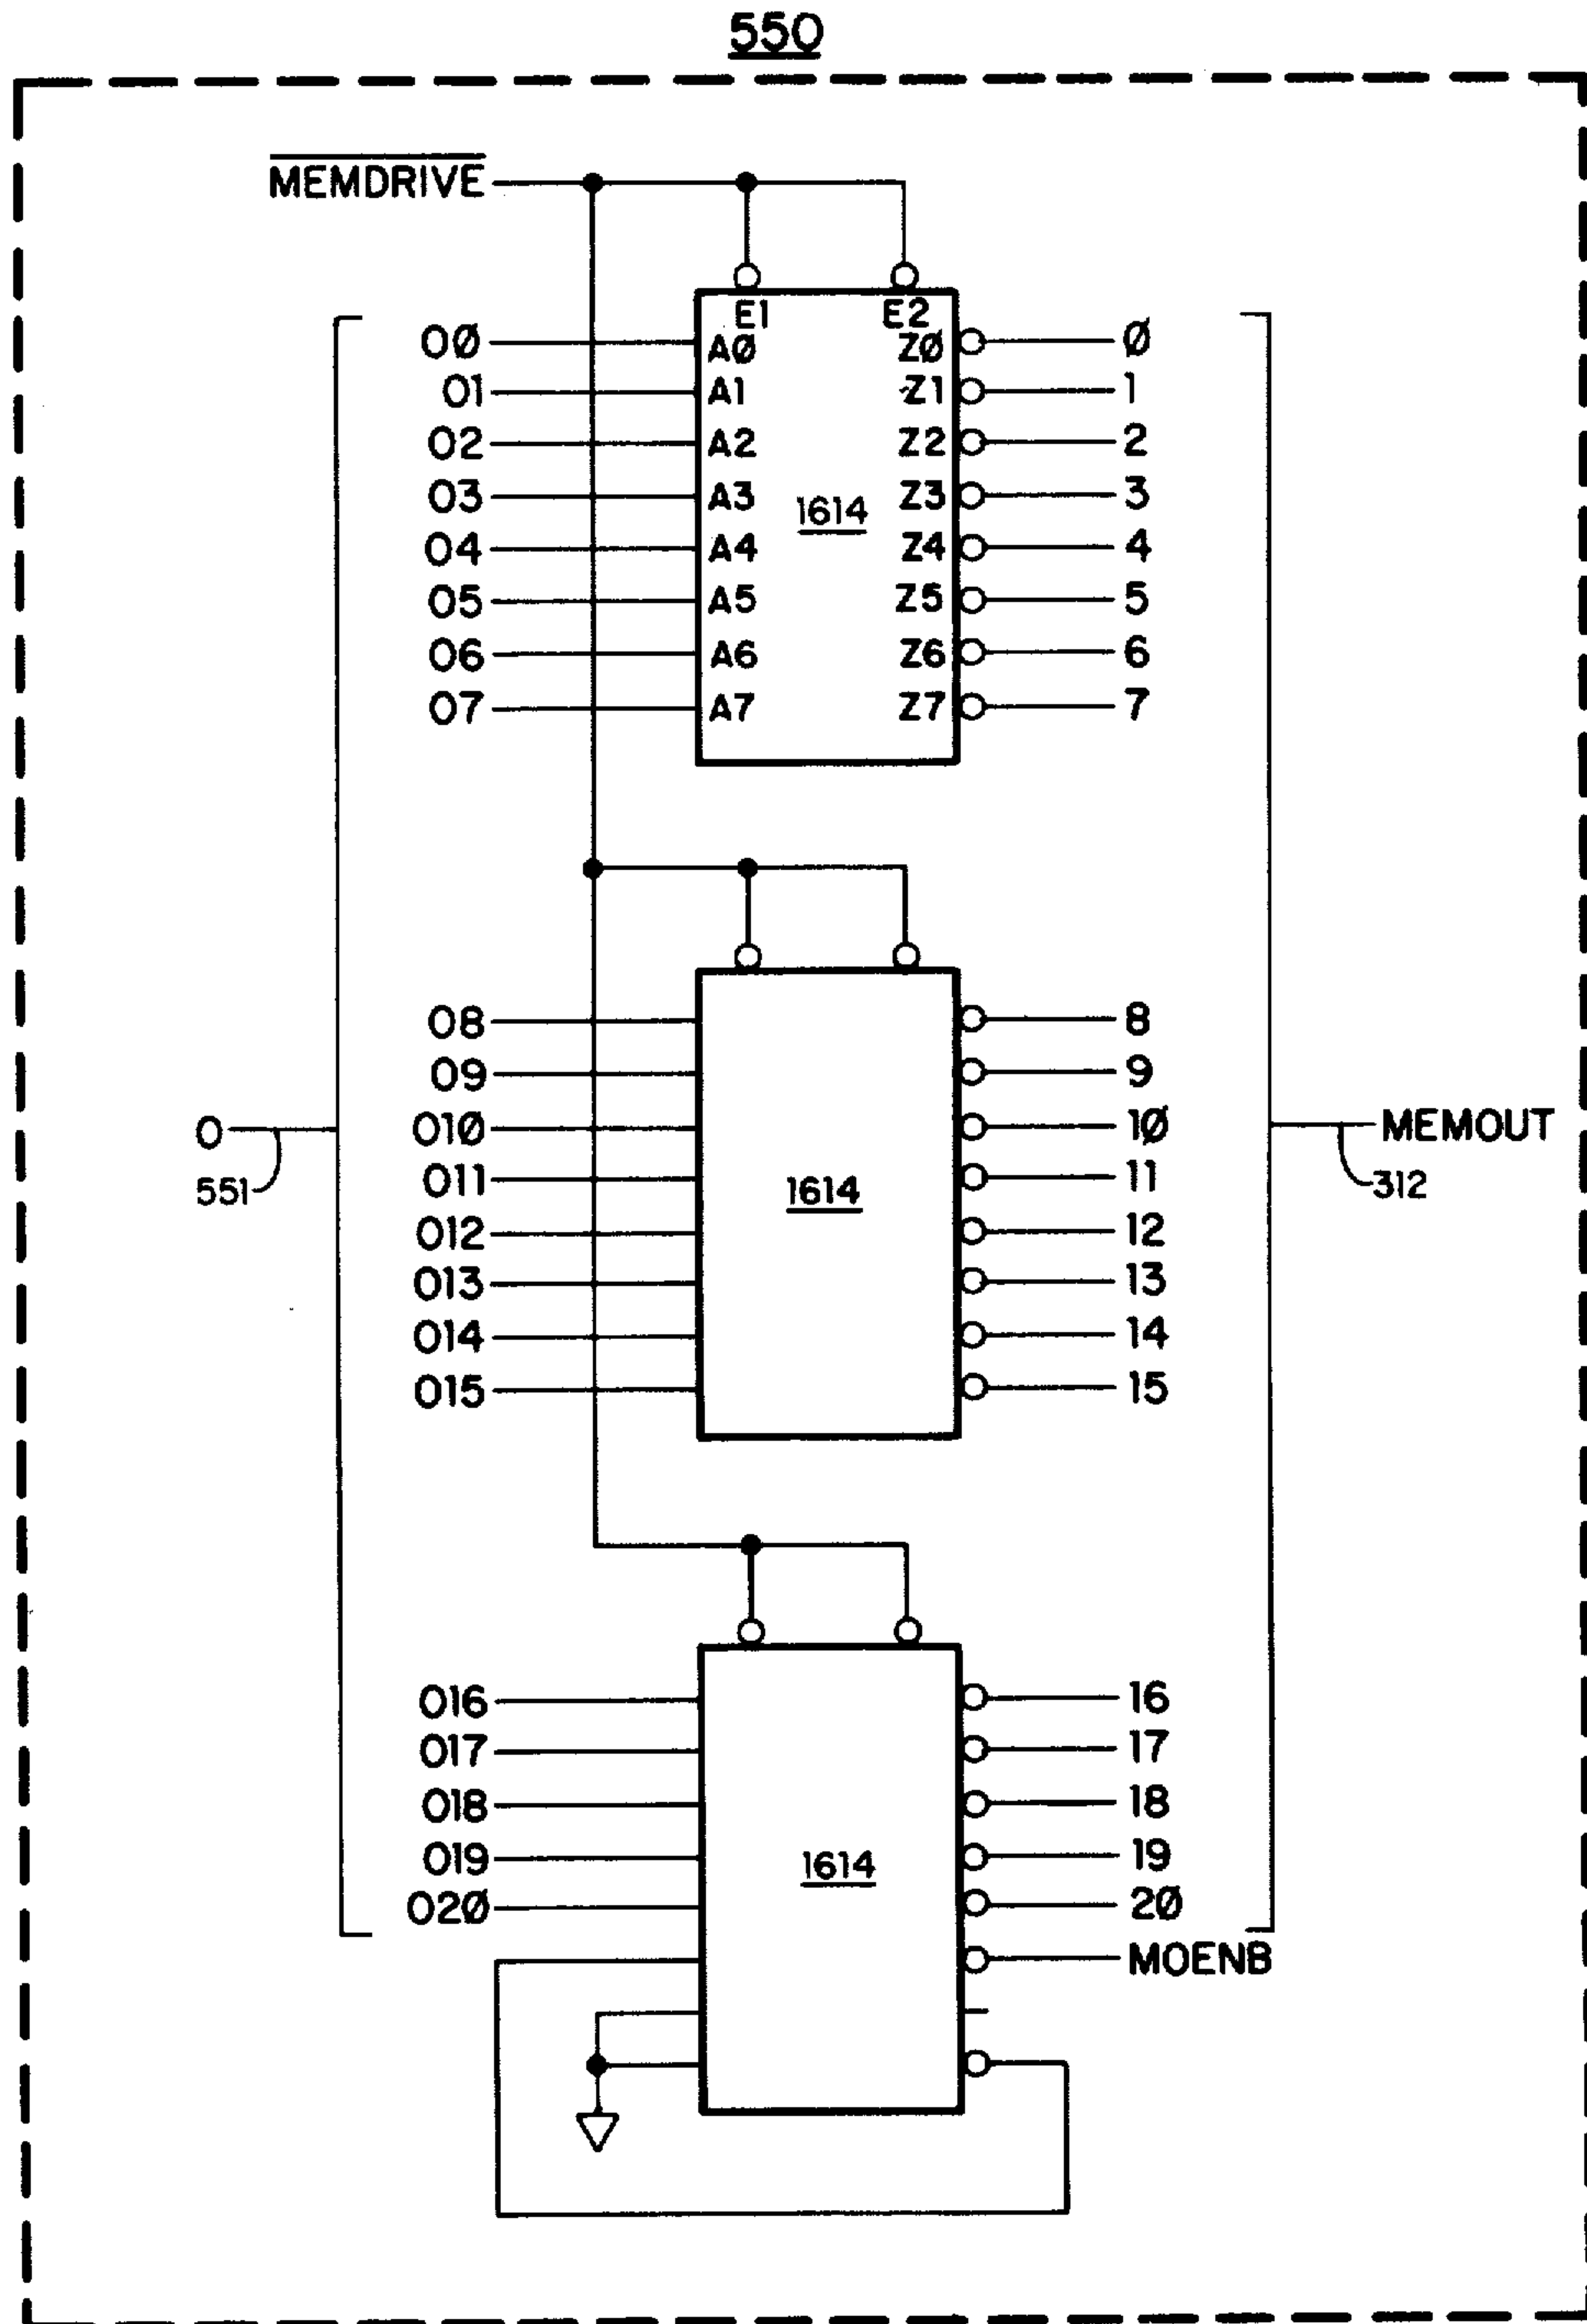 550
MEMDRIVE
E1 E2
OØ AØ ZØ Ø
O1 A1 Z1 1
O2 A2 Z2 2
O3 A3 Z3 3
1614
O4 A4 Z4 4
O5 A5 Z5 5
O6 A6 Z6 6
O7 A7 Z7 7
O8 8
O9 9
O1Ø 1Ø
O MEMOUT
O11 11
551 1614 312
O12 12
O13 13
O14 14
O15 15
O16 16
O17 17
O18 18
O19 19
1614
O2Ø 2Ø
MOENB